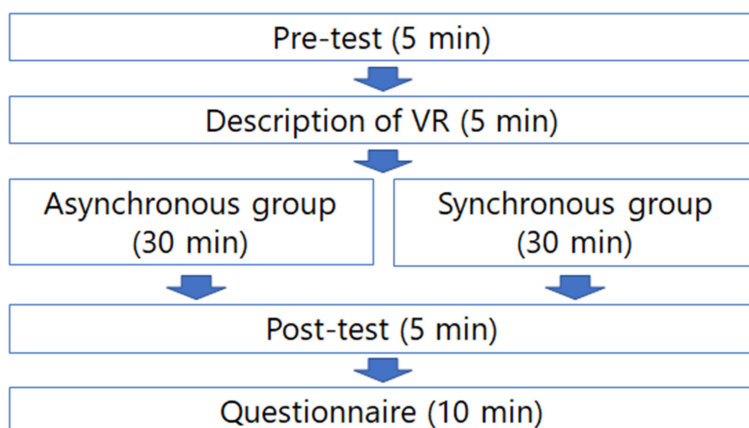 Pre-test (5 min)
Description of VR (5 min)
Asynchronous group
(30 min)
Synchronous group
(30 min)
Post-test (5 min)
Questionnaire (10 min)